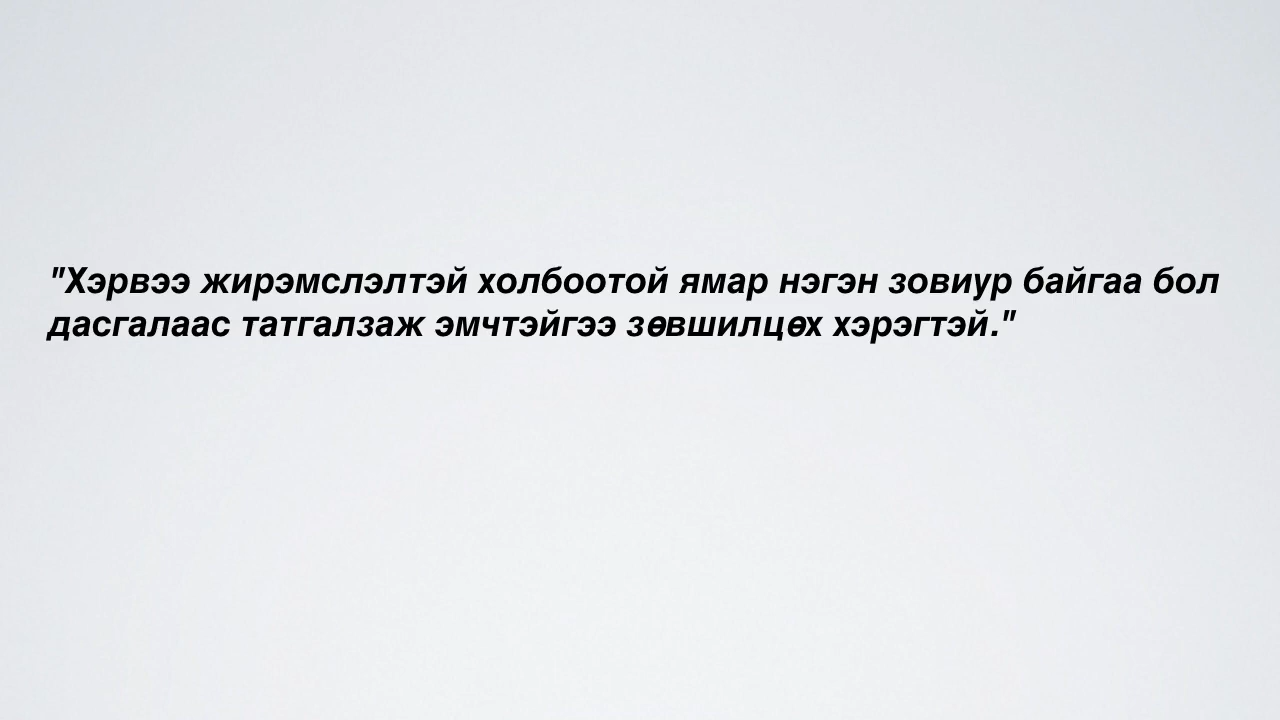 "Хэрвээ жирэмслэлтэй холбоотой ямар нэгэн зовиур байгаа бол
дасгалаас татгалзаж эмчтэйгээ зөвшилцөх хэрэгтэй."